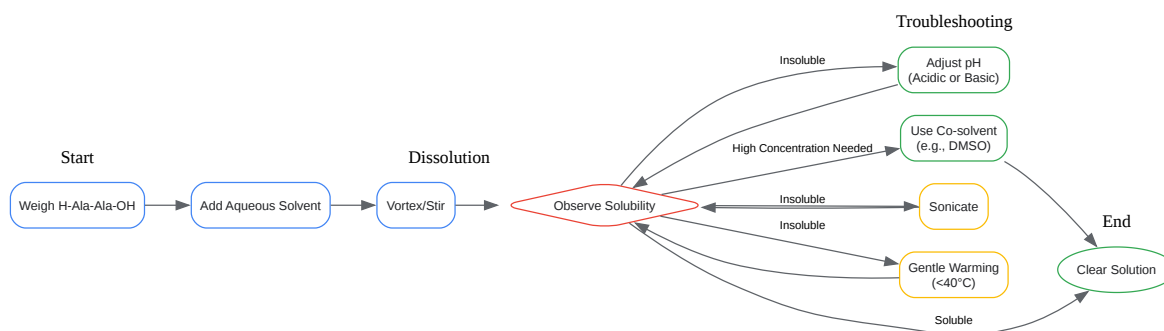 Troubleshooting
Insoluble
Adjust pH
(Acidic or Basic)
Use Co-solvent
(e.g., DMSO)
High Concentration Needed
Start
Dissolution
Weigh H-Ala-Ala-OH
Add Aqueous Solvent
Vortex/Stir
Observe Solubility
Insoluble
Sonicate
Insoluble
End
Gentle Warming
(<40°C)
Clear Solution
Soluble